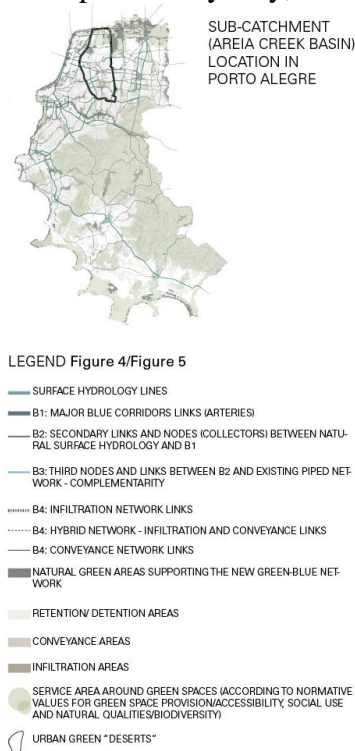 SUB-CATCHMENT
(AREIA CREEK BASIN)
LOCATION IN
PORTO ALEGRE
LEGEND Figure 4/Figure 5
SURFACE HYDROLOGY LINES
B1: MAJOR BLUE CORRIDORS LINKS (ARTERIES)
B2: SECONDARY LINKS AND NODES (COLLECTORS) BETWEEN NATU-
RAL SURFACE HYDROLOGY AND B1
B3: THIRD NODES AND LINKS BETWEEN B2 AND EXISTING PIPED NET-
WORK - COMPLEMENTARITY
B4: INFILTRATION NETWORK LINKS
B4: HYBRID NETWORK - INFILTRATION AND CONVEYANCE LINKS
B4: CONVEYANCE NETWORK LINKS
NATURAL GREEN AREAS SUPPORTING THE NEW GREEN-BLUE NET-
WORK
RETENTION/ DETENTION AREAS
CONVEYANCE AREAS
INFILTRATION AREAS
SERVICE AREA AROUND GREEN SPACES (ACCORDING TO NORMATIVE
VALUES FOR GREEN SPACE PROVISION/ACCESSIBILITY, SOCIAL USE
AND NATURAL QUALITIES/BIODIVERSITY)
URBAN GREEN "DESERTS"